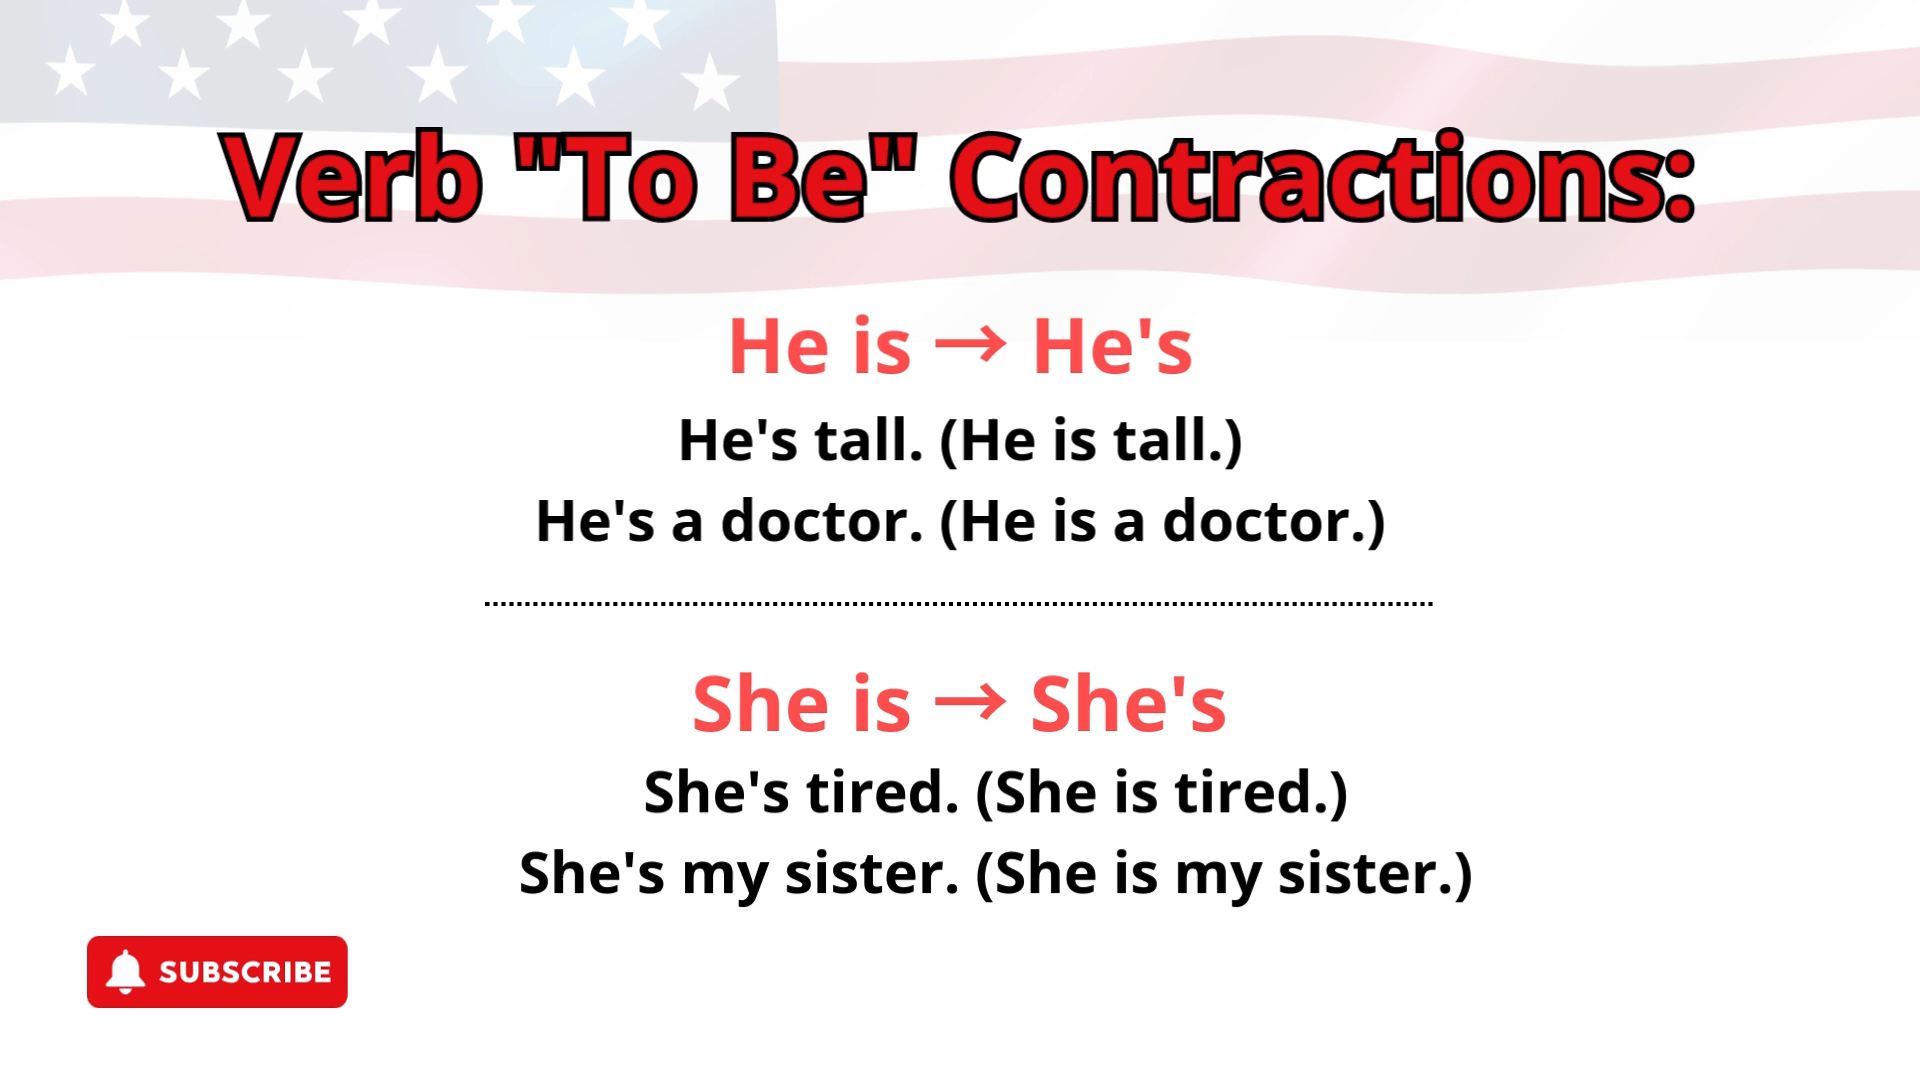 Verb "To Be" Contractions:
He is → He's
He's tall. (He is tall.)
He's a doctor. (He is a doctor.)
She is → She's
She's tired. (She is tired.)
She's my sister. (She is my sister.)
SUBSCRIBE